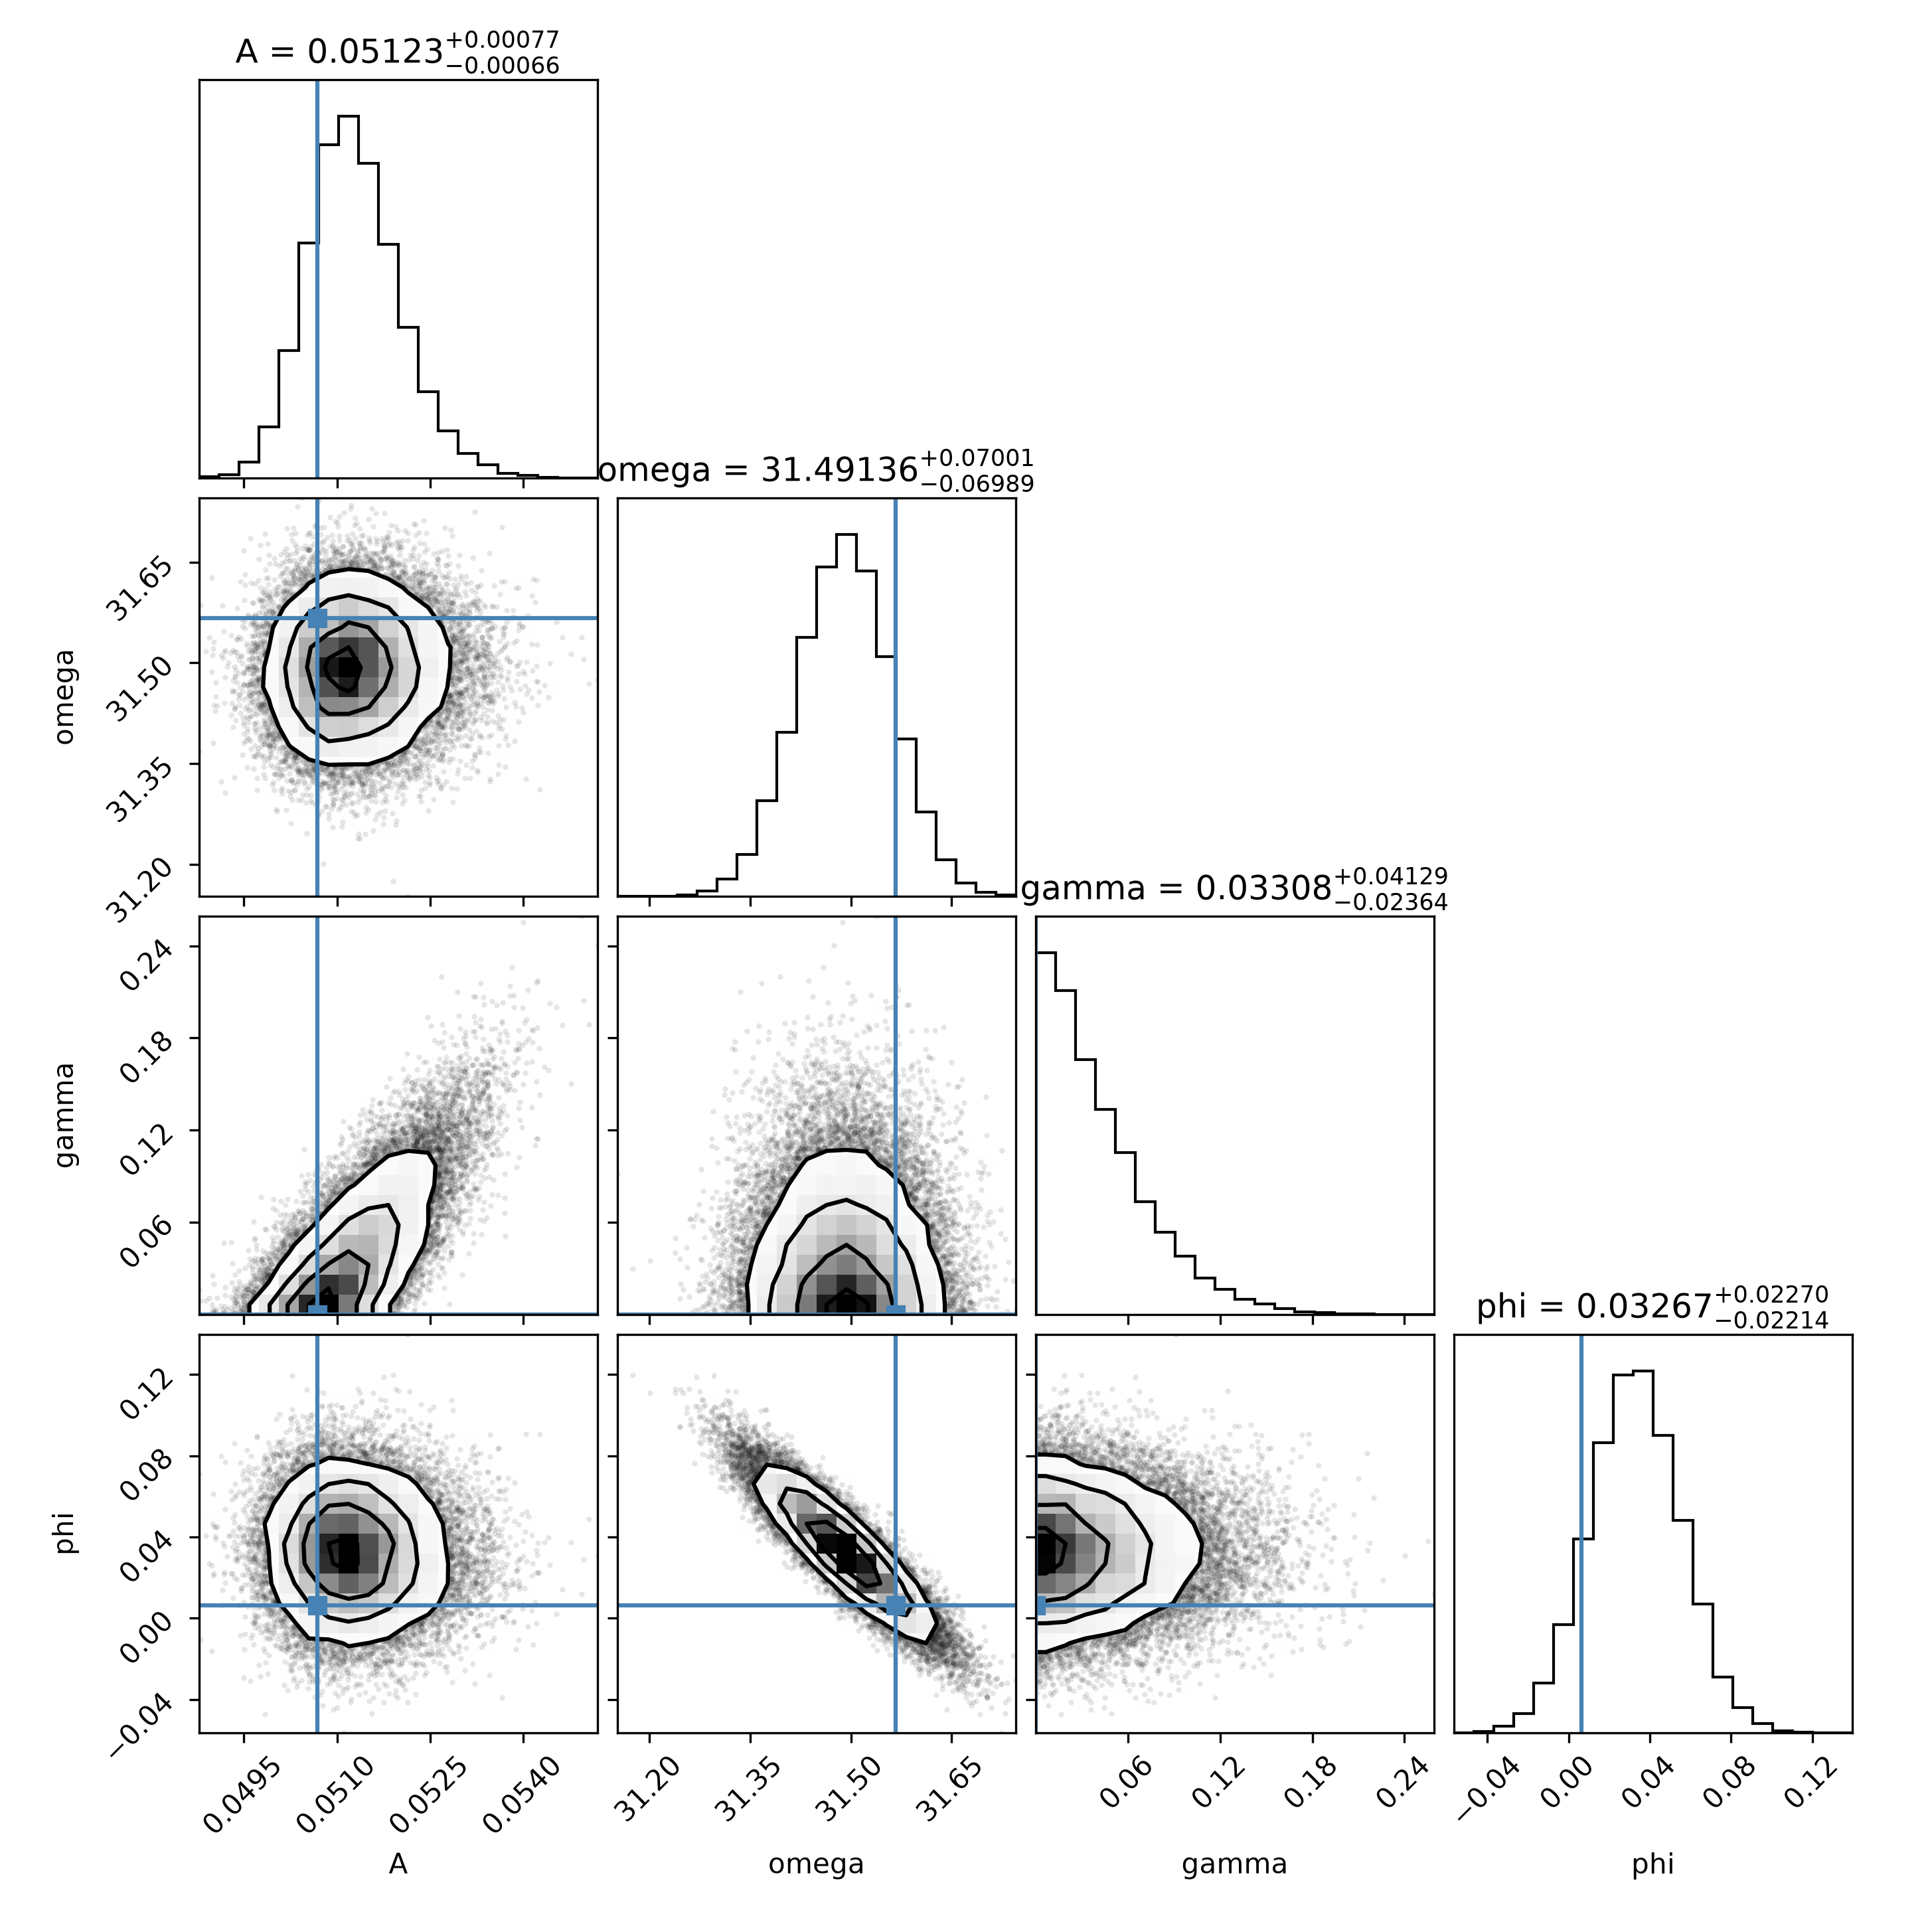 A = 0.05123+0.00077 −0.00066
omega = 31.49136+0.07001 −0.06989
31.65
31.50
31.35
31.20
omega
gamma = 0.03308+0.04129 −0.02364
0.24
0.18
0.12
0.06
gamma
phi = 0.03267+0.02270 −0.02214
0.12
0.08
0.04
0.00
−0.04
phi
0.0495 0.0510 0.0525 0.0540
31.20 31.35 31.50 31.65
0.06 0.12 0.18 0.24
−0.04 0.00 0.04 0.08 0.12
A omega gamma phi